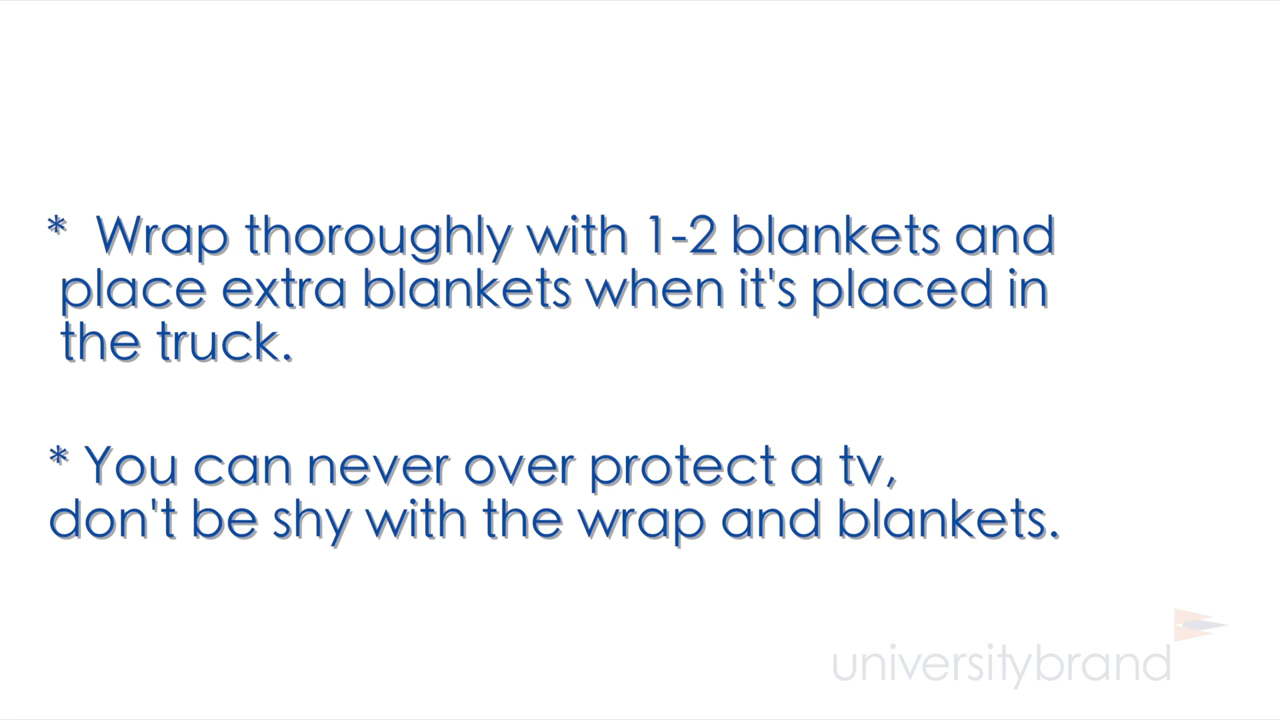 * Wrap thoroughly with 1-2 blankets and
place extra blankets when it's placed in
the truck.
* You can never over protect a tv,
don't be shy with the wrap and blankets.
universitybrand